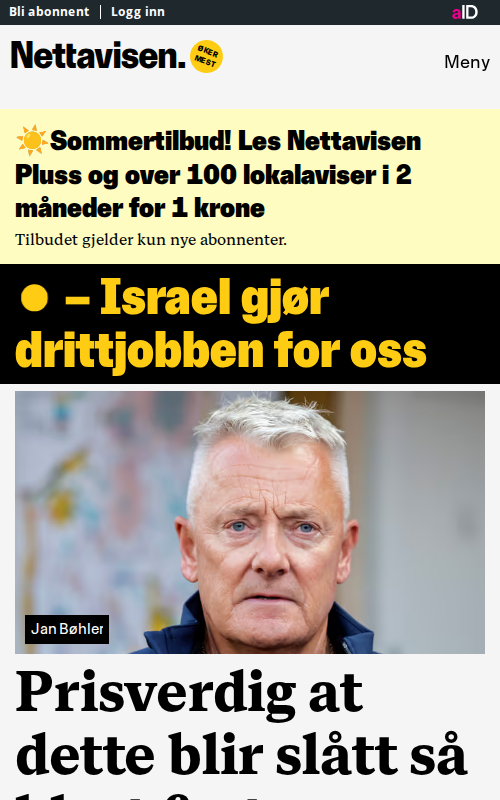 Bli abonnent | Logg inn
aID
Nettavisen.
ØKER
MEST
Meny
☀️Sommertilbud! Les Nettavisen
Pluss og over 100 lokalaviser i 2
måneder for 1 krone
Tilbudet gjelder kun nye abonnenter.
– Israel gjør
drittjobben for oss
Jan Bøhler
Prisverdig at
dette blir slått så